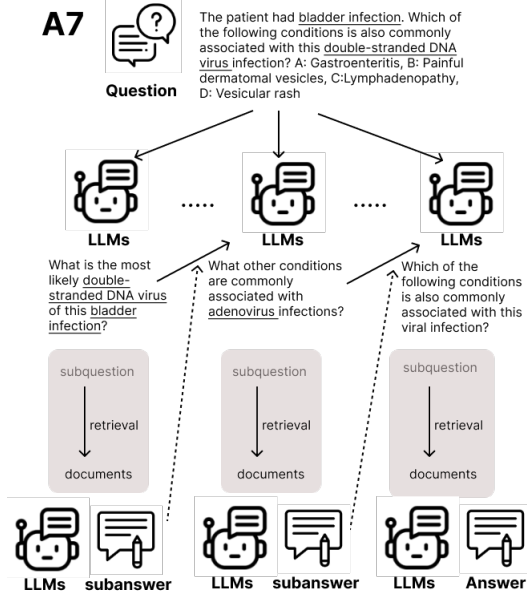 A7
The patient had bladder infection. Which of
the following conditions is also commonly
associated with this double-stranded DNA
virus infection? A: Gastroenteritis, B: Painful
dermatomal vesicles, C:Lymphadenopathy,
D: Vesicular rash
Question
LLMs
LLMs
LLMs
What is the most
likely double-
stranded DNA virus
of this bladder
infection?
What other conditions
are commonly
associated with
adenovirus infections?
Which of the
following conditions
is also commonly
associated with this
viral infection?
subquestion
retrieval
documents
subquestion
retrieval
documents
subquestion
retrieval
documents
LLMs
subanswer
LLMs
subanswer
LLMs
Answer